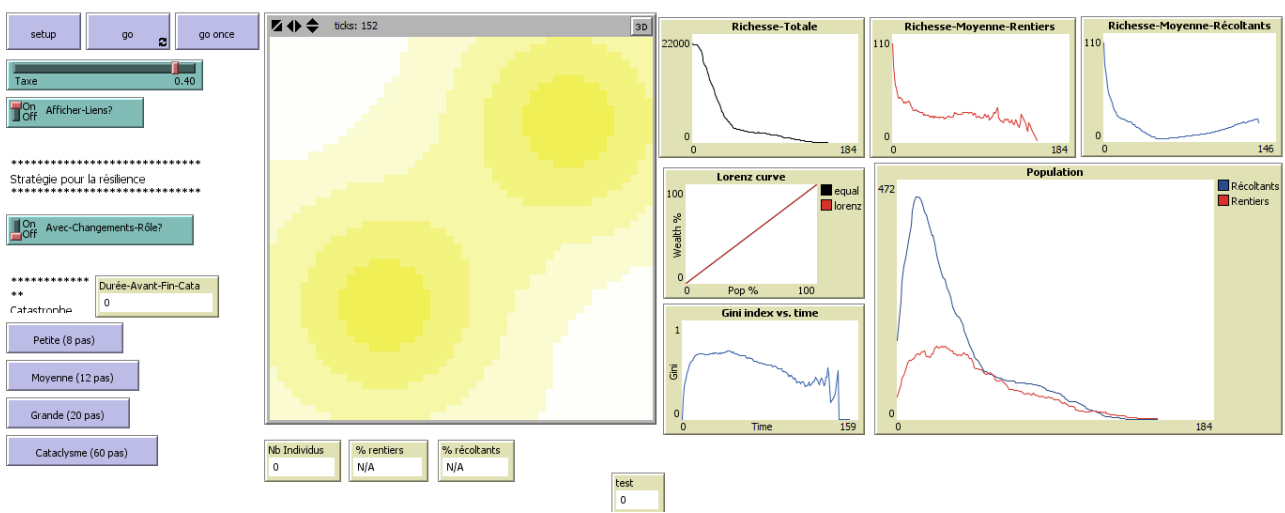 setup
go
go once
Taxe
0.40
On
Off
Afficher-Liens?
*****************************
Stratégie pour la résilience
*****************************
On
Off
Avec-Changements-Rôle?
************
**
Catastrophe
Durée-Avant-Fin-Cata
0
Petite (8 pas)
Moyenne (12 pas)
Grande (20 pas)
Cataclysme (60 pas)
ticks: 152
3D
Nb Individus
0
% rentiers
N/A
% récoltants
N/A
test
0
Richesse-Totale
22000
0
0
184
Richesse-Moyenne-Rentiers
110
0
0
184
Richesse-Moyenne-Récoltants
110
0
0
146
Lorenz curve
100
Wealth %
0
0
Pop %
100
equal
lorenz
Gini index vs. time
1
Gini
0
0
Time
159
Population
472
0
0
184
Récoltants
Rentiers